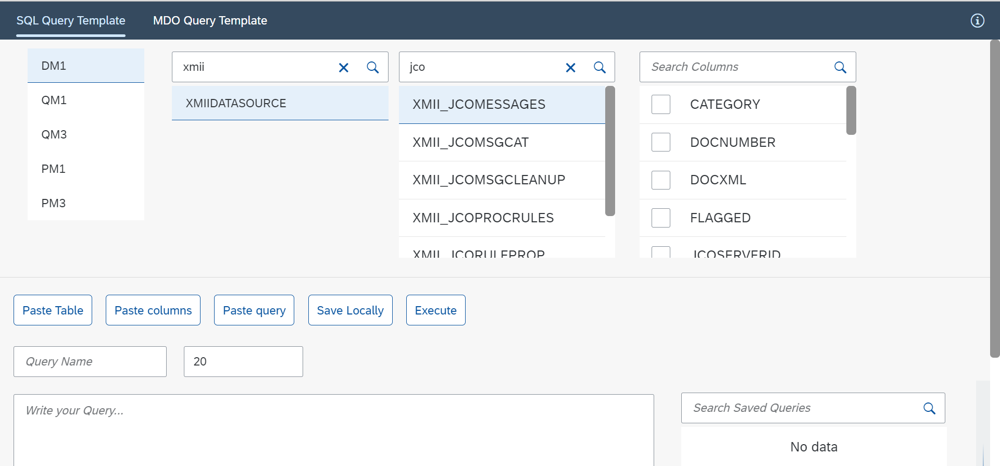 SQL Query Template
MDO Query Template
DM1
QM1
QM3
PM1
PM3
xmii
XMIIDATASOURCE
jco
XMII_JCOMESSAGES
XMII_JCOMSGCAT
XMII_JCOMSGCLEANUP
XMII_JCOPROCRULES
XMII_JCORULEPROP
Search Columns
CATEGORY
DOCNUMBER
DOCXML
FLAGGED
JCOSERVERID
Paste Table
Paste columns
Paste query
Save Locally
Execute
Query Name
20
Write your Query...
Search Saved Queries
No data